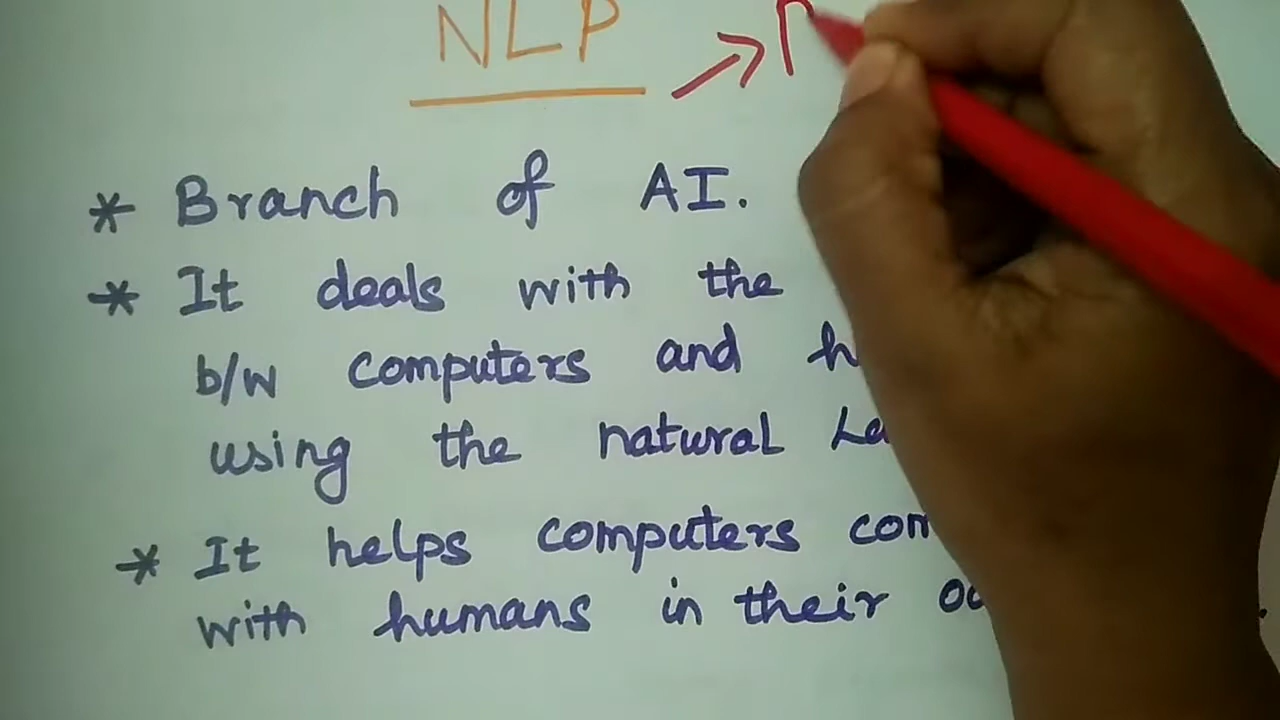 NLP
* Branch of AI.
* It deals with the
b/w computers and
using the natural
* It helps computers
with humans in their